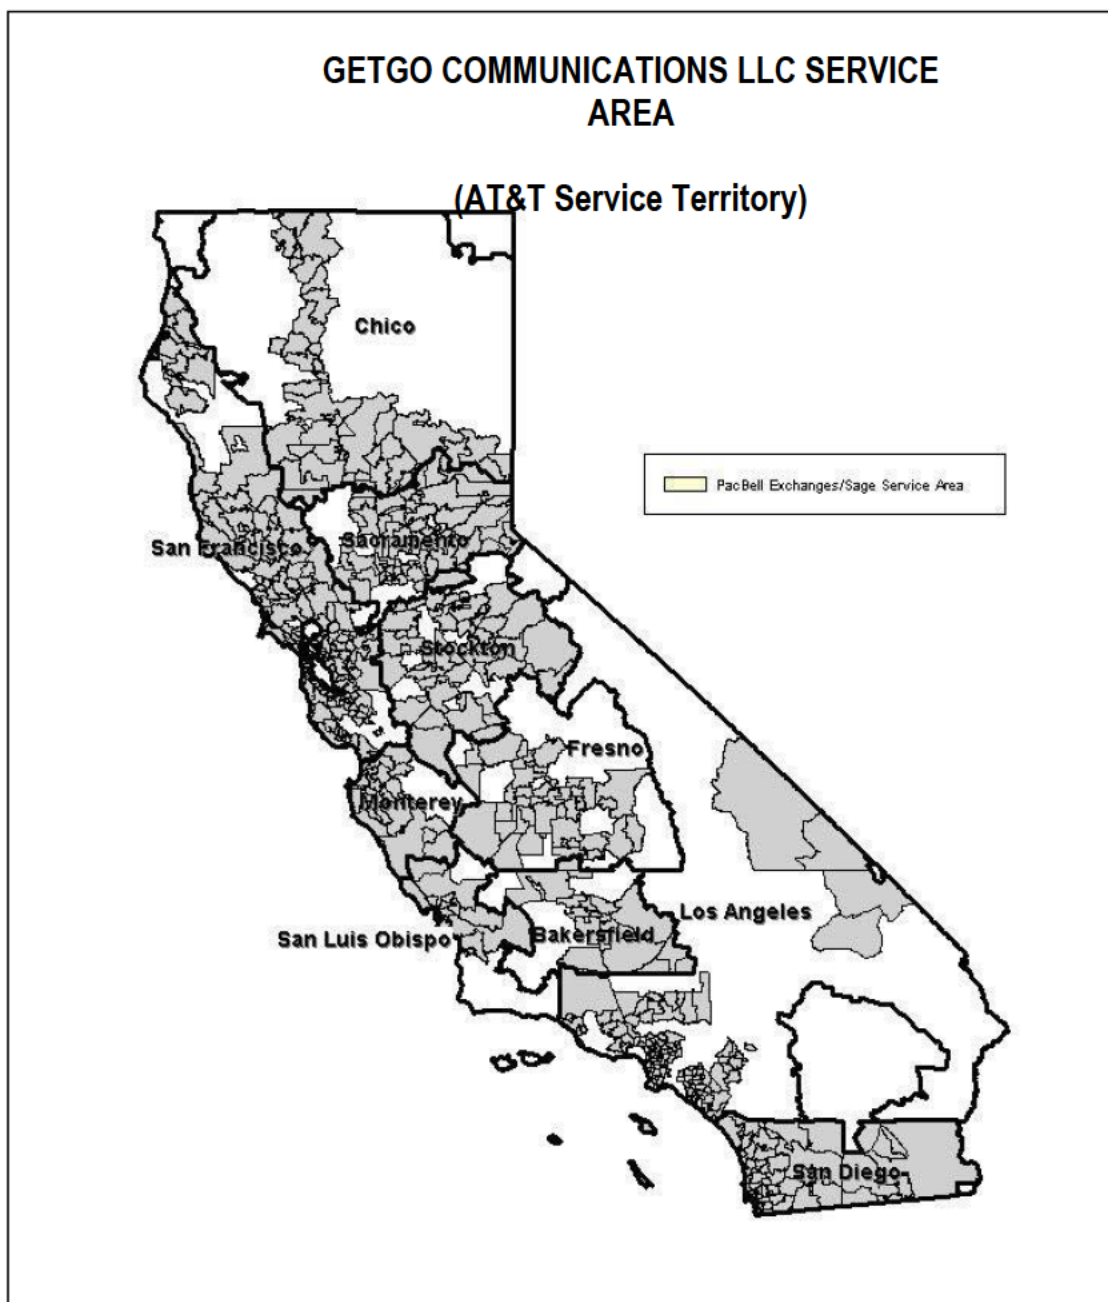 GETGO COMMUNICATIONS LLC SERVICE
AREA
(AT&T Service Territory)
Chico
PacBell Exchanges/Sage Service Area
San Francisco
Sacramento
Stockton
Fresno
Monterey
Los Angeles
San Luis Obispo
Bakersfield
San Diego